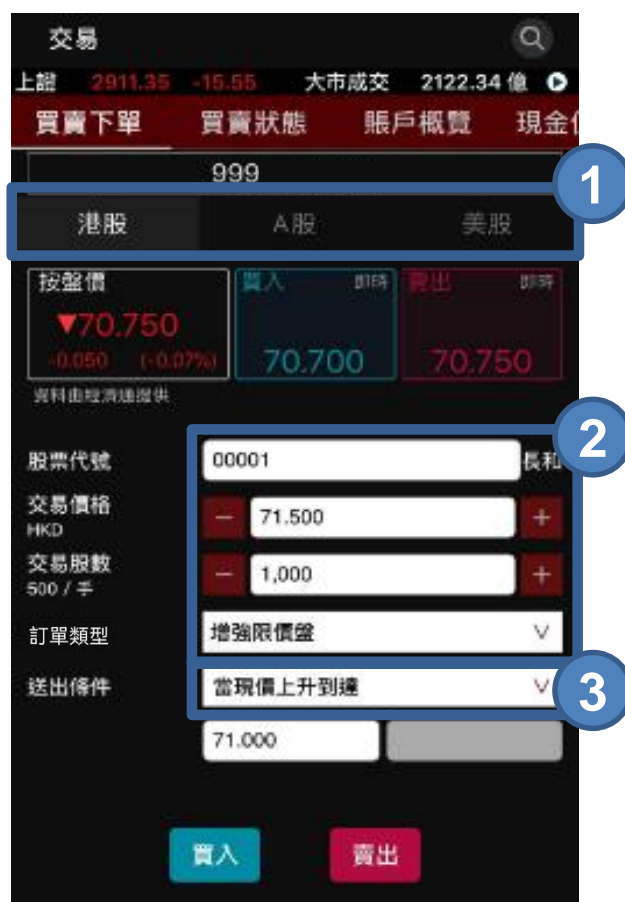 交易
上證 2911.35 -15.55 大市成交 2122.34 億
買賣下單 買賣狀態 賬戶概覽 現金
999
1
港股 A股 美股
按盤價 買入 即時 賣出 即時
▼70.750
-0.050 (-0.07%) 70.700 70.750
資料由經濟通提供
2
股票代號 00001 長和
交易價格 － 71.500 +
HKD
交易股數 － 1,000 +
500 / 手
訂單類型 增強限價盤
送出條件 當現價上升到達
3
71.000
買入 賣出